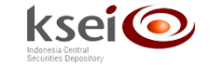 ksei
Indonesia Central
Securities Depository